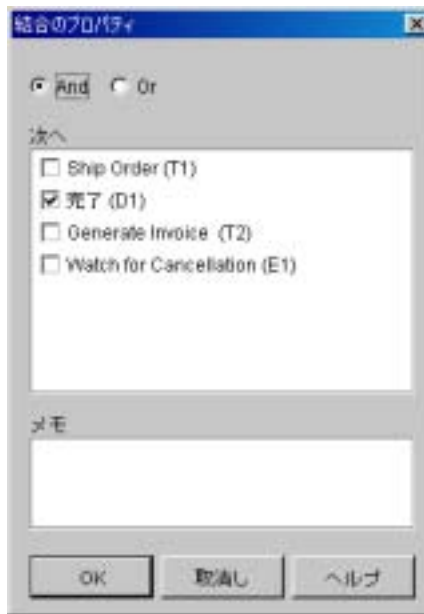 結合のプロパティ
And Or
次へ
Ship Order (T1)
完了 (D1)
Generate Invoice (T2)
Watch for Cancellation (E1)
メモ
OK 取消し ヘルプ